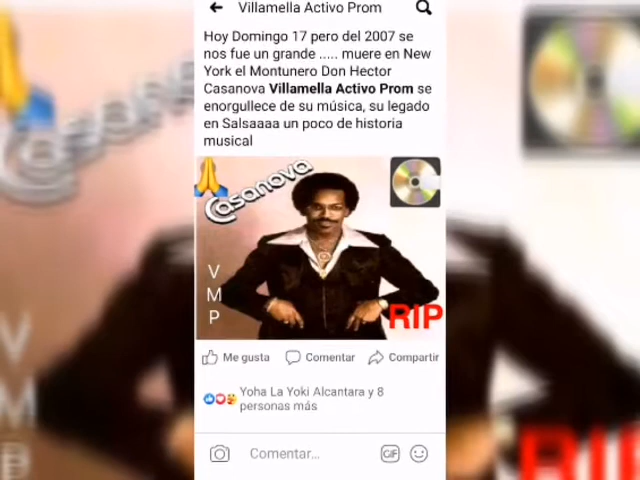 Villamella Activo Prom
Hoy Domingo 17 pero del 2007 se
nos fue un grande ..... muere en New
York el Montunero Don Hector
Casanova Villamella Activo Prom se
enorgullece de su música, su legado
en Salsaaaa un poco de historia
musical
Casanova
V
M
P
RIP
Me gusta
Comentar
Compartir
Yoha La Yoki Alcantara y 8
personas más
Comentar...
GIF